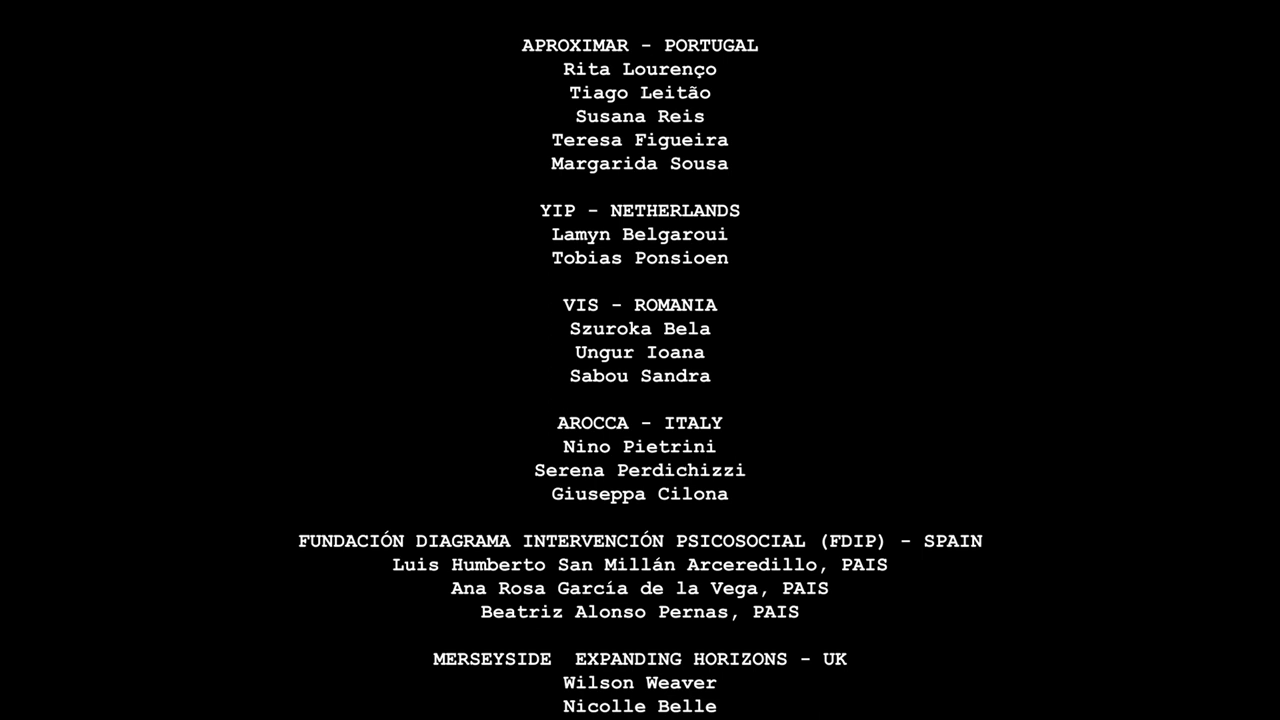 APROXIMAR - PORTUGAL
Rita Lourenço
Tiago Leitão
Susana Reis
Teresa Figueira
Margarida Sousa
YIP - NETHERLANDS
Lamyn Belgaroui
Tobias Ponsioen
VIS - ROMANIA
Szuroka Bela
Ungur Ioana
Sabou Sandra
AROCCA - ITALY
Nino Pietrini
Serena Perdichizzi
Giuseppa Cilona
FUNDACIÓN DIAGRAMA INTERVENCIÓN PSICOSOCIAL (FDIP) - SPAIN
Luis Humberto San Millán Arceredillo, PAIS
Ana Rosa García de la Vega, PAIS
Beatriz Alonso Pernas, PAIS
MERSEYSIDE  EXPANDING HORIZONS - UK
Wilson Weaver
Nicolle Belle